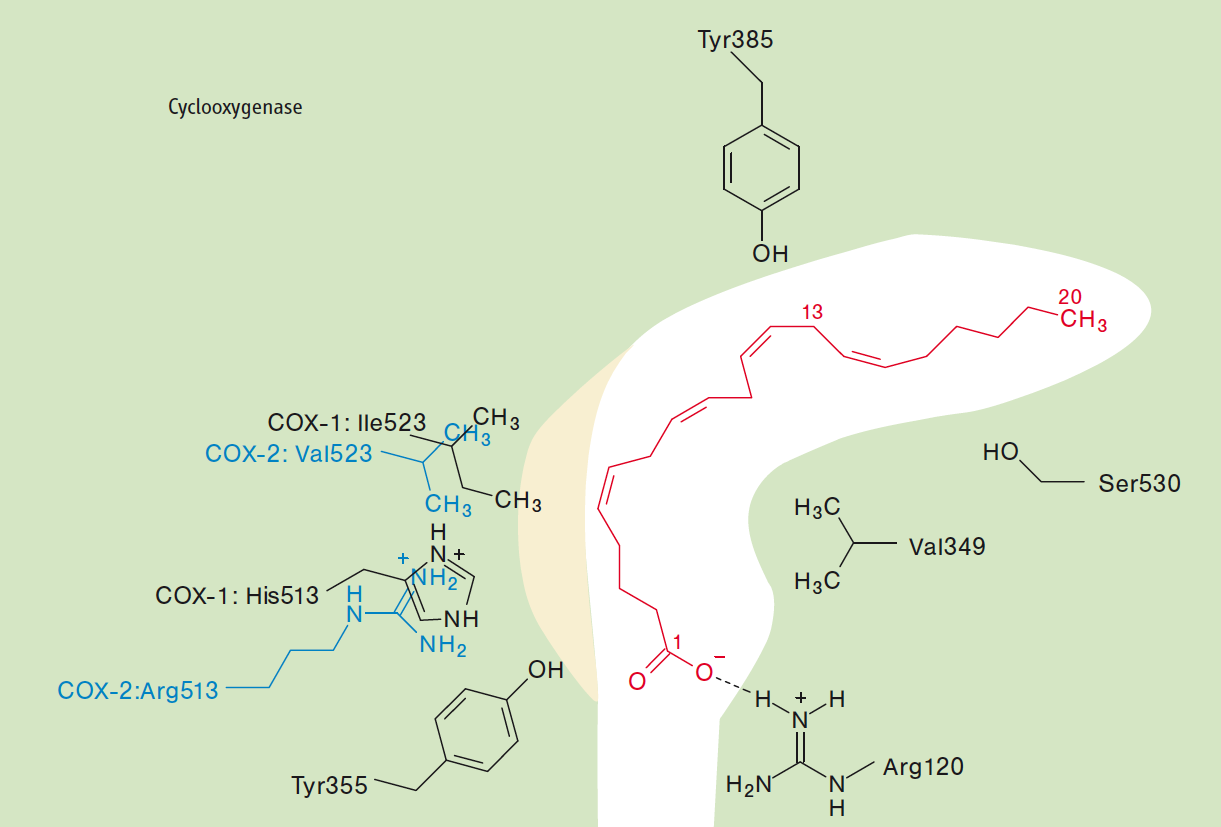 Tyr385
Cyclooxygenase
OH
13
20
CH3
COX-1: Ile523
CH3
COX-2: Val523
CH3
HO
Ser530
CH3
CH3
H3C
Val349
H3C
H
N+
+
NH2
COX-1: His513
H
N
NH
NH2
COX-2:Arg513
OH
1
O
O−
H
+
H
N
Tyr355
Arg120
H2N
N
H